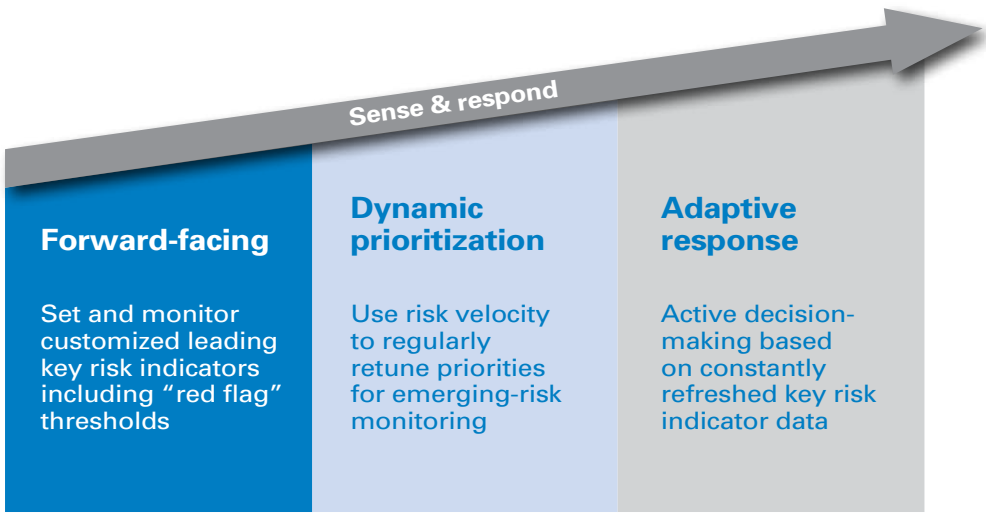 Sense & respond
Forward-facing
Set and monitor
customized leading
key risk indicators
including “red flag”
thresholds
Dynamic
prioritization
Use risk velocity
to regularly
retune priorities
for emerging-risk
monitoring
Adaptive
response
Active decision-
making based
on constantly
refreshed key risk
indicator data